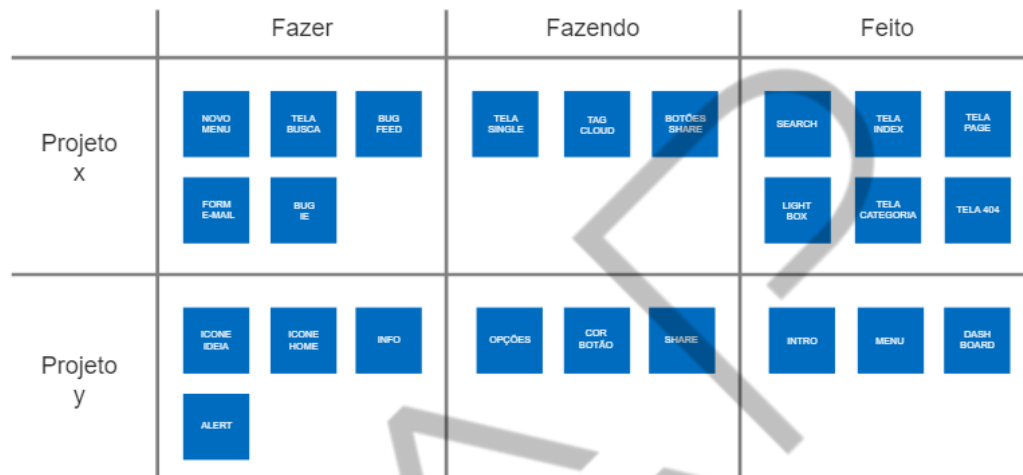 Fazer
Fazendo
Feito
Projeto
x
NOVO
MENU
TELA
BUSCA
BUG
FEED
TELA
SINGLE
TAG
CLOUD
BOTÕES
SHARE
SEARCH
TELA
INDEX
TELA
PAGE
FORM
E-MAIL
BUG
IE
LIGHT
BOX
TELA
CATEGORIA
TELA 404
Projeto
y
ICONE
IDEIA
ICONE
HOME
INFO
OPÇÕES
COR
BOTÃO
SHARE
INTRO
MENU
DASH
BOARD
ALERT